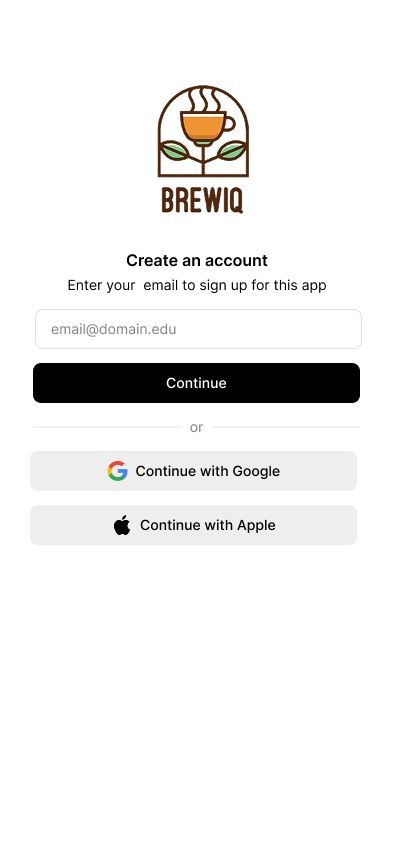 BREWIQ
Create an account
Enter your  email to sign up for this app
email@domain.edu
Continue
or
Continue with Google
Continue with Apple